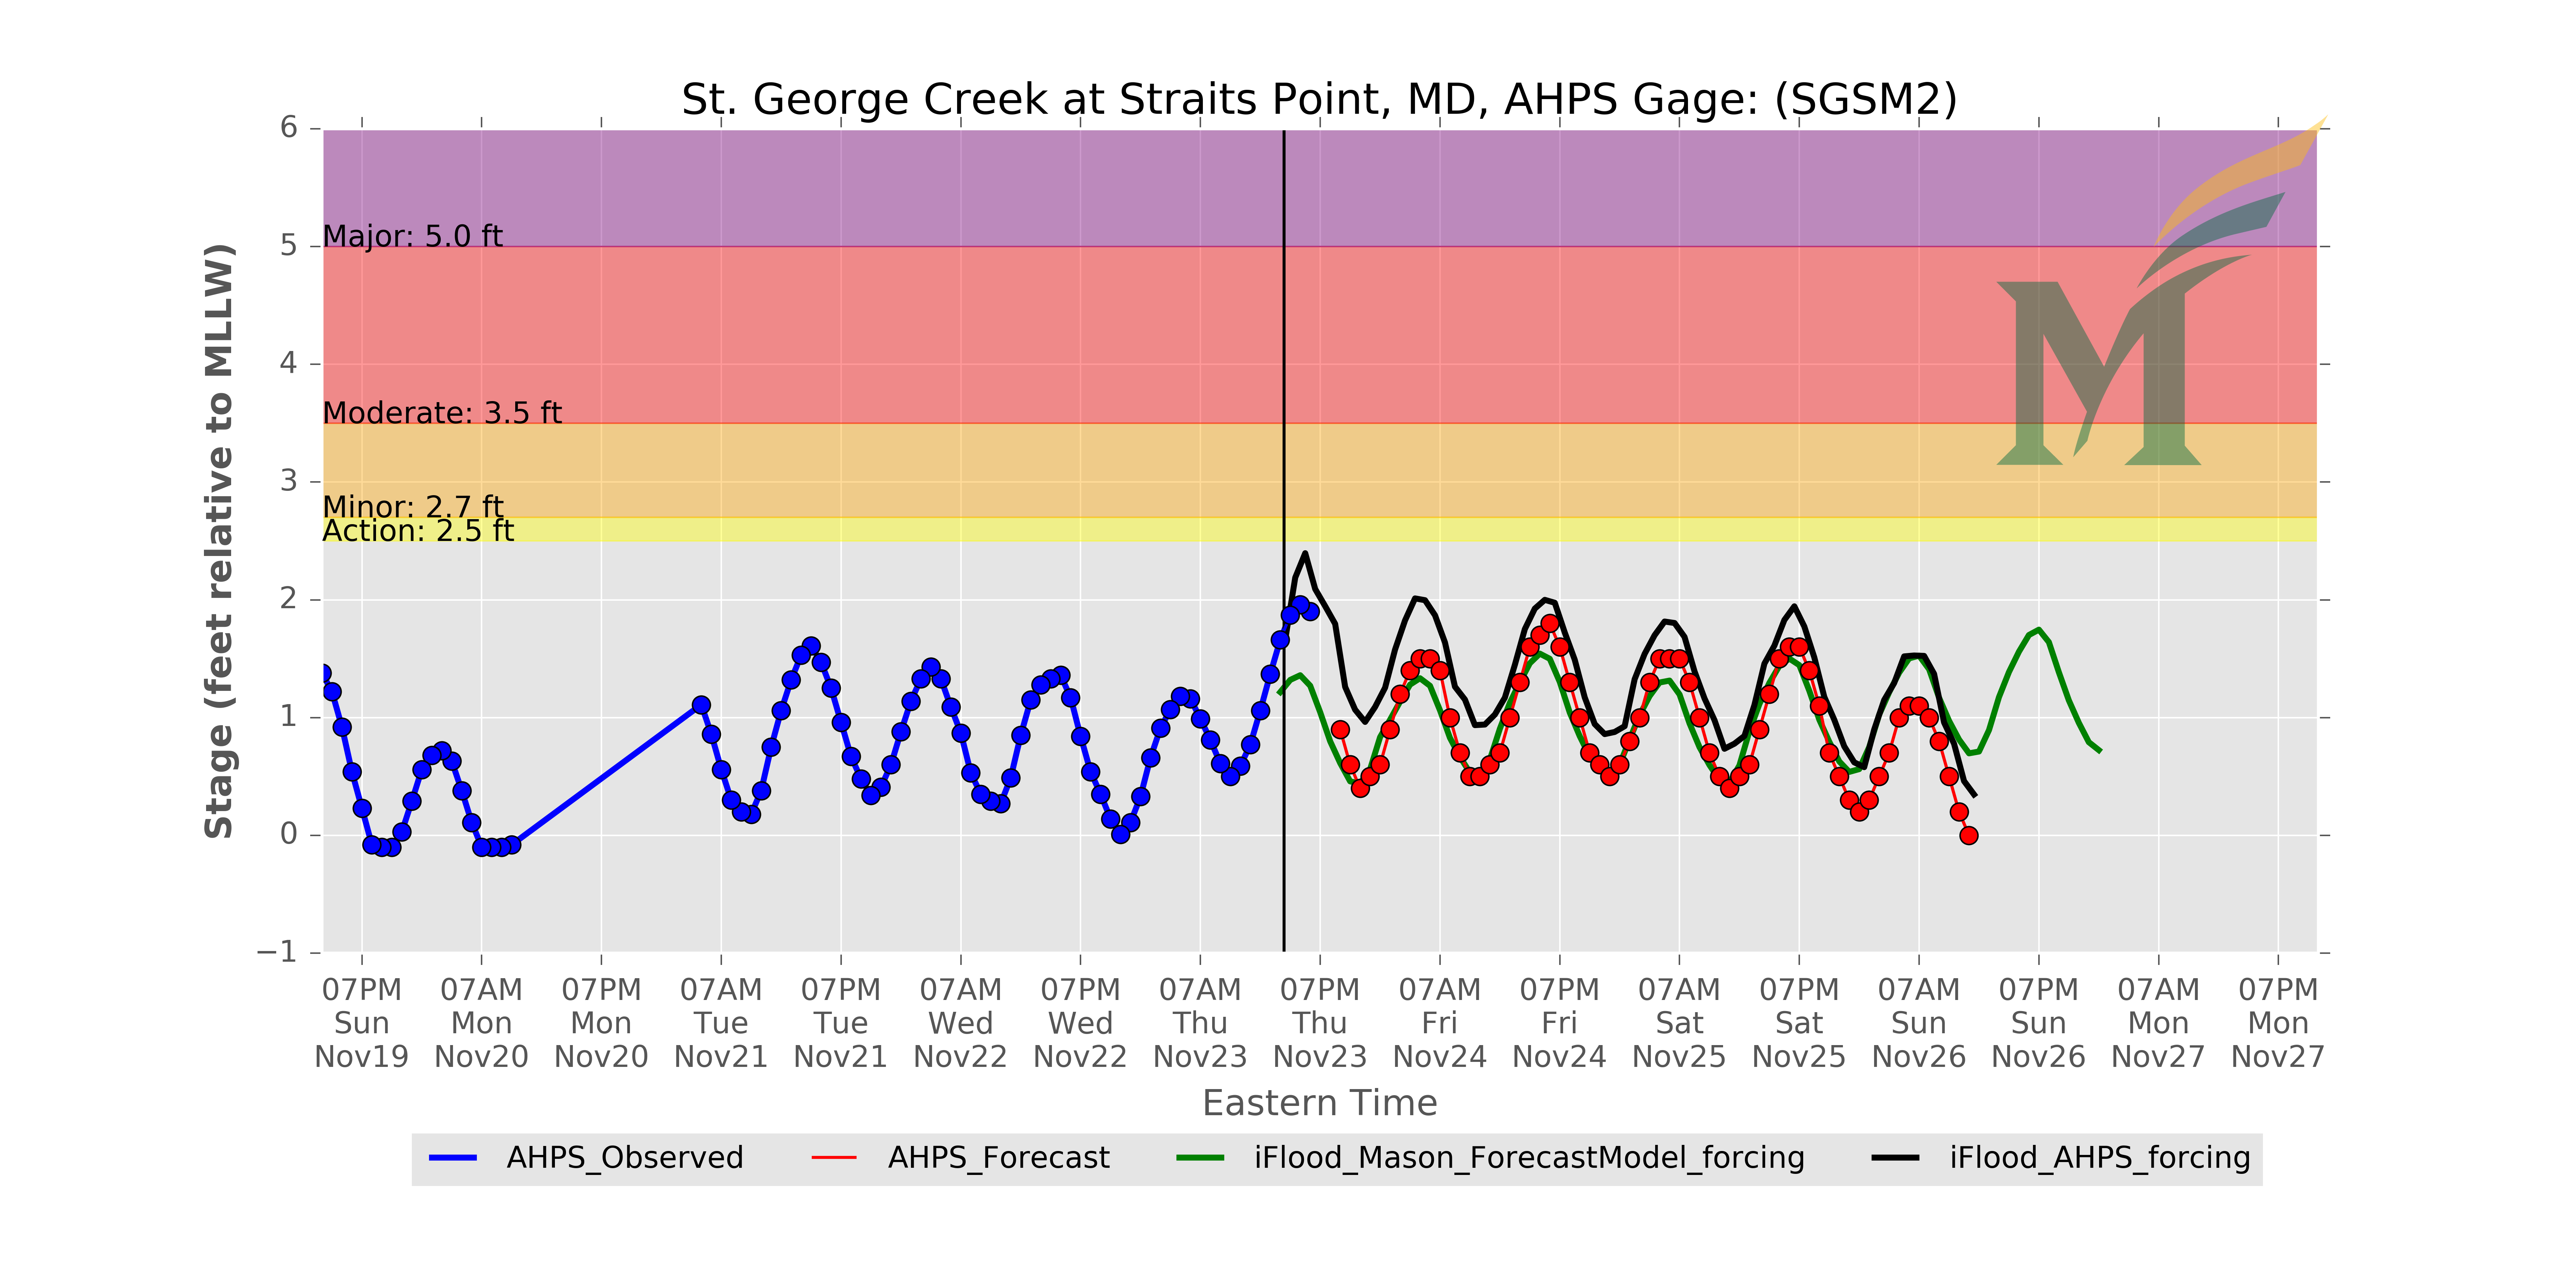 St. George Creek at Straits Point, MD, AHPS Gage: (SGSM2)
Stage (feet relative to MLLW)
6
5
4
3
2
1
0
−1
Major: 5.0 ft
Moderate: 3.5 ft
Minor: 2.7 ft
Action: 2.5 ft
M
07PM 07AM 07PM 07AM 07PM 07AM 07PM 07AM 07PM 07AM 07PM 07AM 07PM 07AM 07PM 07AM 07PM
Sun Mon Mon Tue Tue Wed Wed Thu Thu Fri Fri Sat Sat Sun Sun Mon Mon
Nov19 Nov20 Nov20 Nov21 Nov21 Nov22 Nov22 Nov23 Nov23 Nov24 Nov24 Nov25 Nov25 Nov26 Nov26 Nov27 Nov27
Eastern Time
AHPS_Observed AHPS_Forecast iFlood_Mason_ForecastModel_forcing iFlood_AHPS_forcing